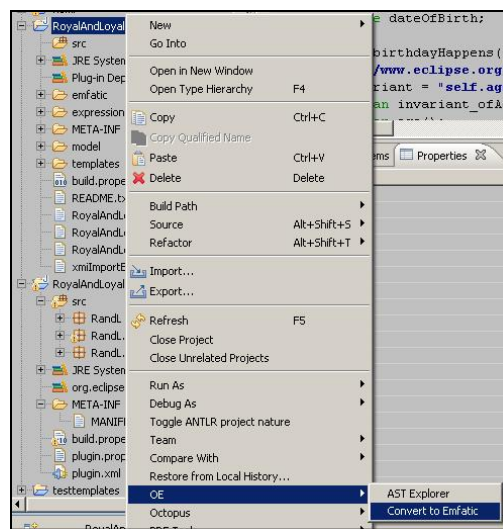 RoyalAndLoyal
src
JRE System
Plug-in Dep
emfatic
expression
META-INF
model
templates
build.prope
README.tx
RoyalAndLo
RoyalAndLo
RoyalAndLo
xmiImportE
RoyalAndLoyal
src
RandL
RandL.
RandL.
JRE System
org.eclipse
META-INF
MANIF
build.prope
plugin.prop
plugin.xml
testtemplates
New
Go Into
Open in New Window
Open Type Hierarchy F4
Copy Ctrl+C
Copy Qualified Name
Paste Ctrl+V
Delete Delete
Build Path
Source Alt+Shift+S
Refactor Alt+Shift+T
Import...
Export...
Refresh F5
Close Project
Close Unrelated Projects
Run As
Debug As
Toggle ANTLR project nature
Team
Compare With
Restore from Local History...
OE
Octopus
AST Explorer
Convert to Emfatic
e dateOfBirth;
birthdayHappens(
/www.eclipse.org
riant = "self.ag
an invariant_ofA
ems Properties